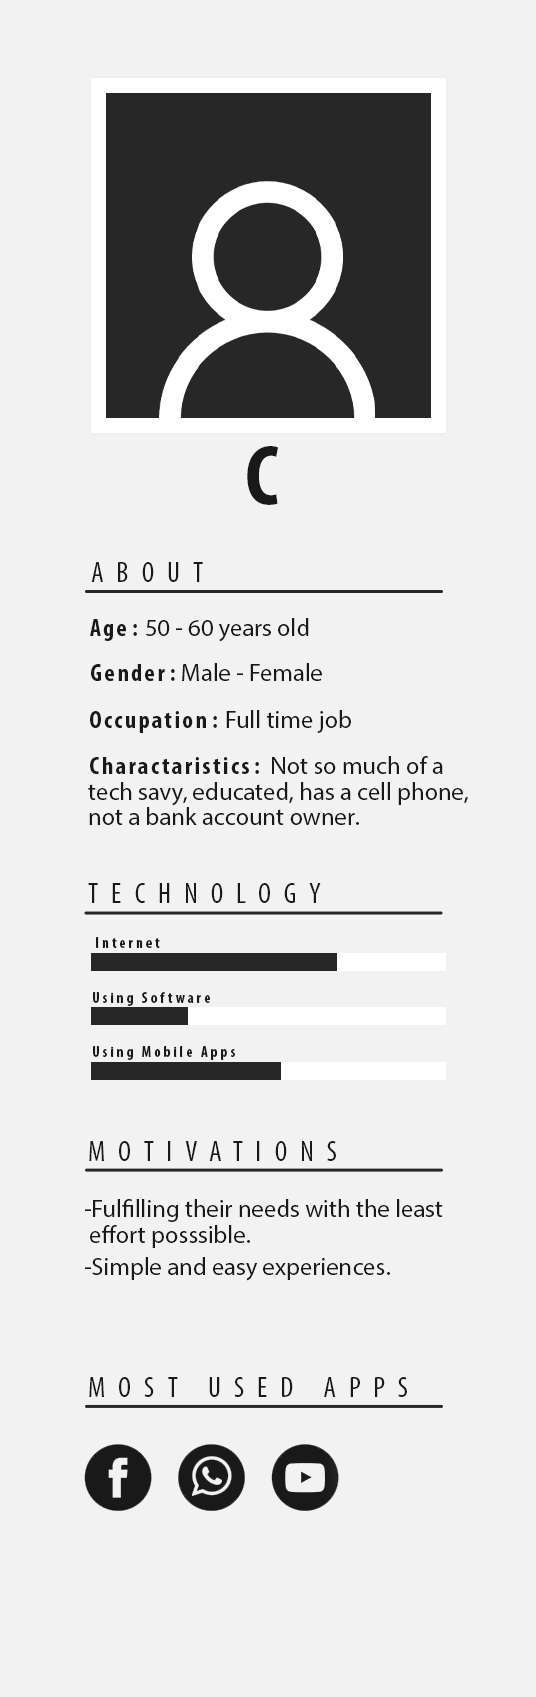 C
ABOUT
Age : 50 - 60 years old
Gender : Male - Female
Occupation : Full time job
Charactaristics : Not so much of a
tech savy, educated, has a cell phone,
not a bank account owner.
TECHNOLOGY
Internet
Using Software
Using Mobile Apps
MOTIVATIONS
-Fulfilling their needs with the least
effort posssible.
-Simple and easy experiences.
MOST USED APPS